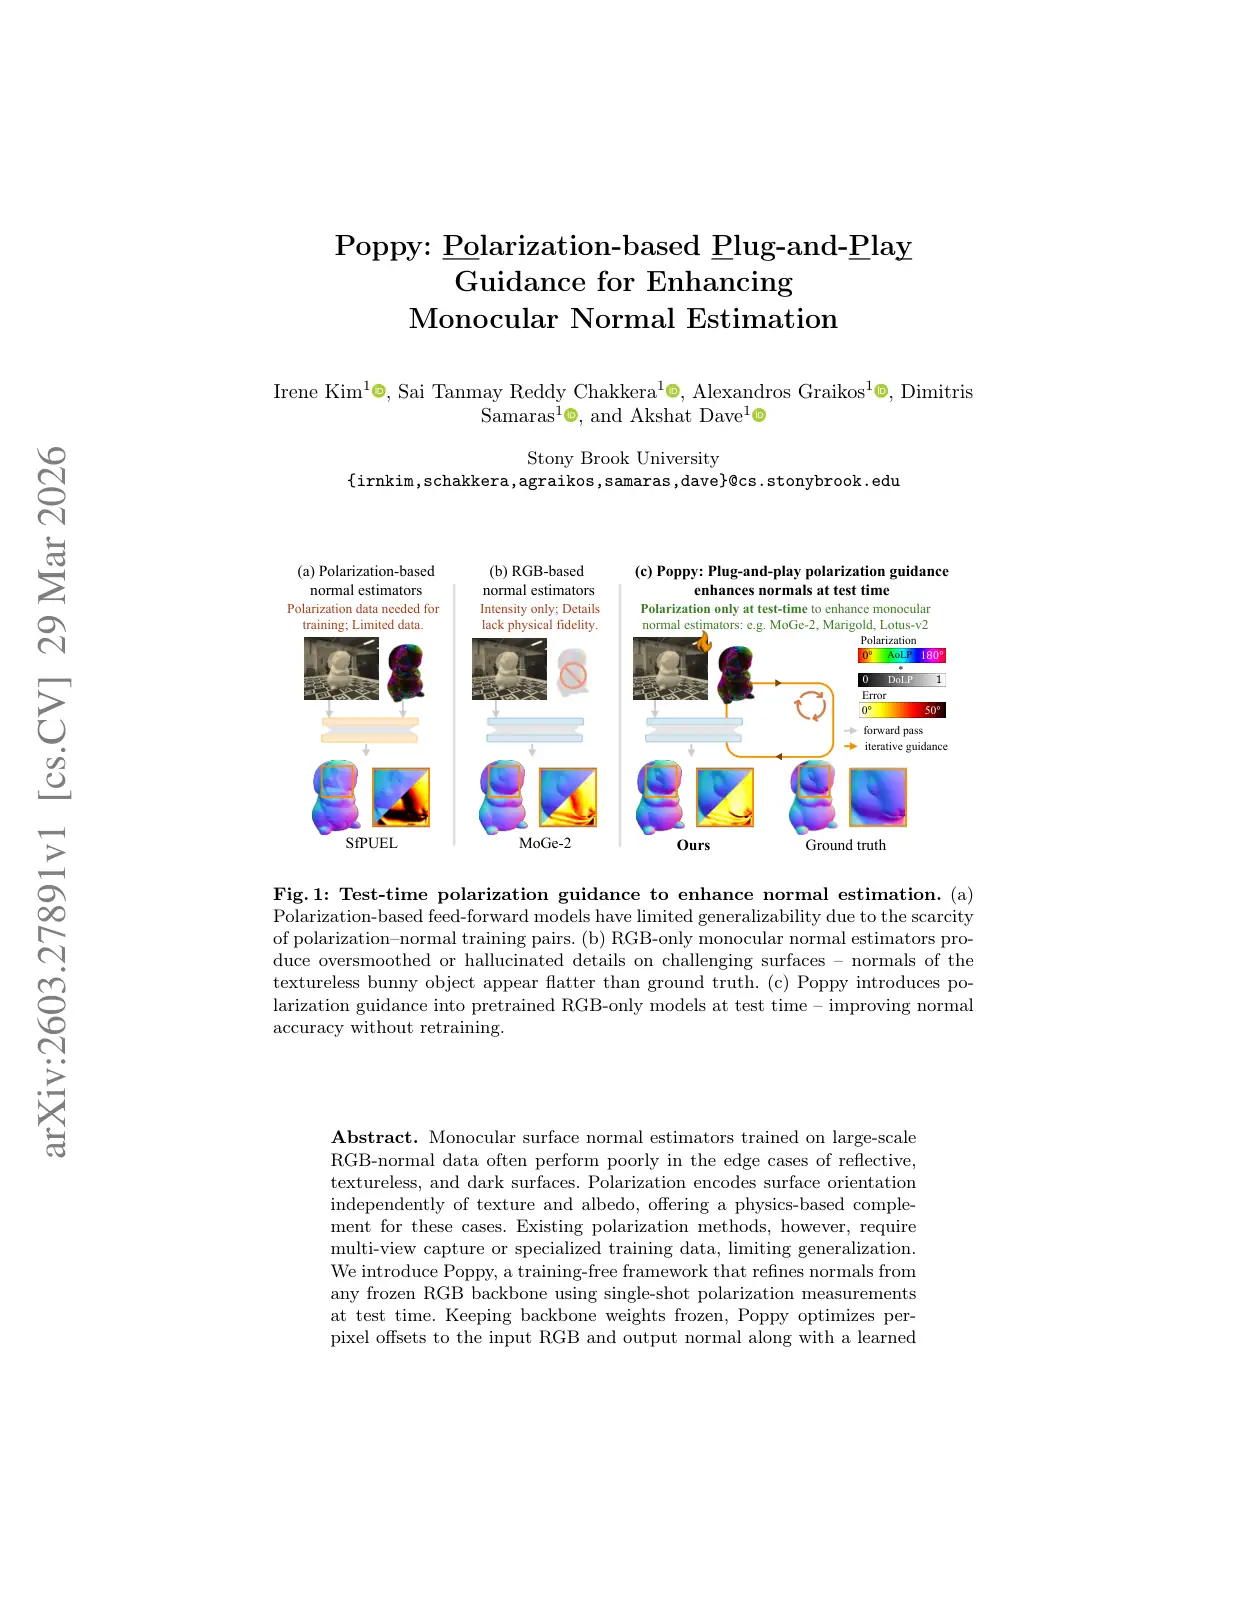 arXiv:2603.27891v1 [cs.CV] 29 Mar 2026
Poppy: Polarization-based Plug-and-Play
Guidance for Enhancing
Monocular Normal Estimation
Irene Kim1, Sai Tanmay Reddy Chakkera1, Alexandros Graikos1, Dimitris
Samaras1, and Akshat Dave1
Stony Brook University
{irnkim,schakkera,agraikos,samaras,dave}@cs.stonybrook.edu
(a) Polarization-based
normal estimators
Polarization data needed for
training; Limited data.
SfPUEL
(b) RGB-based
normal estimators
Intensity only; Details
lack physical fidelity.
MoGe-2
(c) Poppy: Plug-and-play polarization guidance
enhances normals at test time
Polarization only at test-time to enhance monocular
normal estimators: e.g. MoGe-2, Marigold, Lotus-v2
Polarization
0° AoLP 180°
*
0 DoLP 1
Error
0° 50°
forward pass
iterative guidance
Ours
Ground truth
Fig. 1: Test-time polarization guidance to enhance normal estimation. (a)
Polarization-based feed-forward models have limited generalizability due to the scarcity
of polarization–normal training pairs. (b) RGB-only monocular normal estimators pro-
duce oversmoothed or hallucinated details on challenging surfaces – normals of the
textureless bunny object appear flatter than ground truth. (c) Poppy introduces po-
larization guidance into pretrained RGB-only models at test time – improving normal
accuracy without retraining.
Abstract. Monocular surface normal estimators trained on large-scale
RGB-normal data often perform poorly in the edge cases of reflective,
textureless, and dark surfaces. Polarization encodes surface orientation
independently of texture and albedo, offering a physics-based comple-
ment for these cases. Existing polarization methods, however, require
multi-view capture or specialized training data, limiting generalization.
We introduce Poppy, a training-free framework that refines normals from
any frozen RGB backbone using single-shot polarization measurements
at test time. Keeping backbone weights frozen, Poppy optimizes per-
pixel offsets to the input RGB and output normal along with a learned